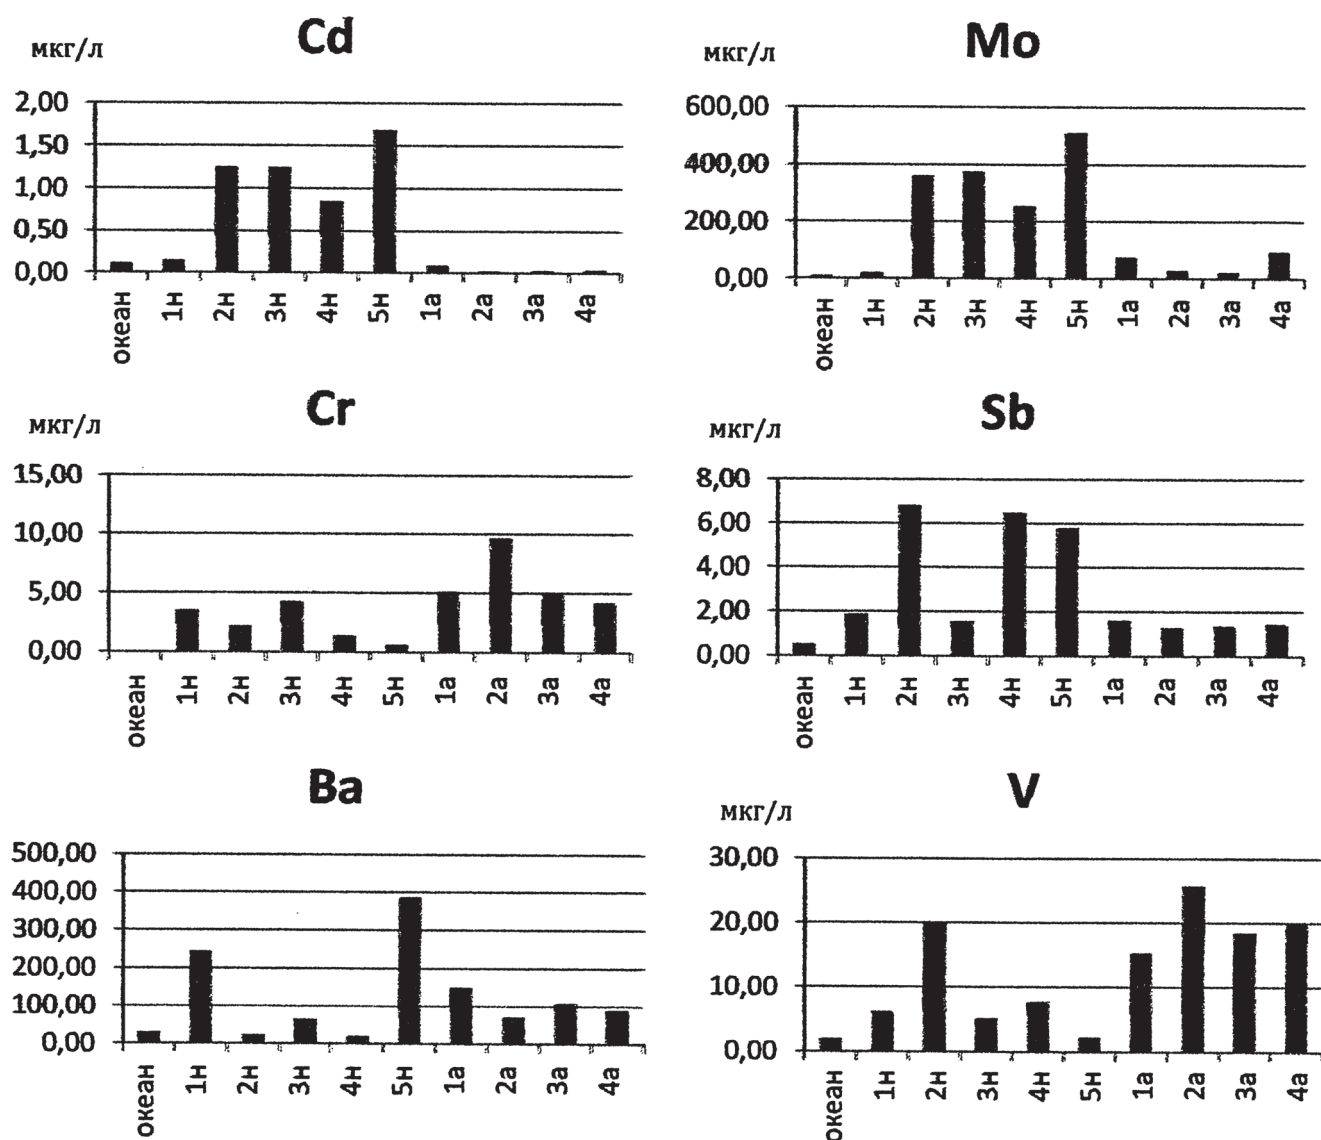 Cd
мкг/л
2,00
1,50
1,00
0,50
0,00
океан 1н 2н 3н 4н 5н 1а 2а 3а 4а
Mo
мкг/л
600,00
400,00
200,00
0,00
океан 1н 2н 3н 4н 5н 1а 2а 3а 4а
Cr
мкг/л
15,00
10,00
5,00
0,00
океан 1н 2н 3н 4н 5н 1а 2а 3а 4а
Sb
мкг/л
8,00
6,00
4,00
2,00
0,00
океан 1н 2н 3н 4н 5н 1а 2а 3а 4а
Ba
500,00
400,00
300,00
200,00
100,00
0,00
океан 1н 2н 3н 4н 5н 1а 2а 3а 4а
V
мкг/л
30,00
20,00
10,00
0,00
океан 1н 2н 3н 4н 5н 1а 2а 3а 4а